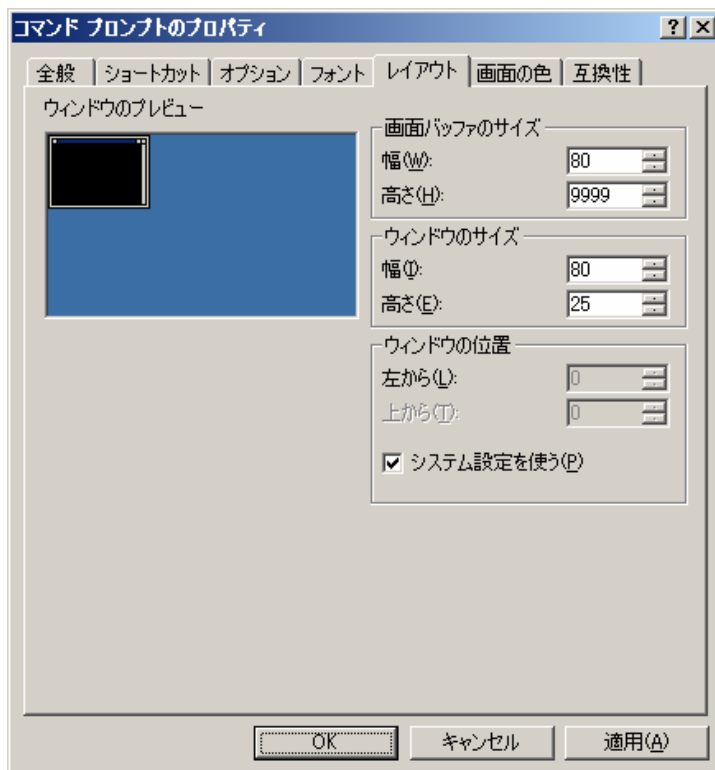 コマンド プロンプトのプロパティ
全般 ショートカット オプション フォント レイアウト 画面の色 互換性
ウィンドウのプレビュー
画面バッファのサイズ
幅(W): 80
高さ(H): 9999
ウィンドウのサイズ
幅(I): 80
高さ(E): 25
ウィンドウの位置
左から(L): 0
上から(T): 0
システム設定を使う(P)
OK キャンセル 適用(A)